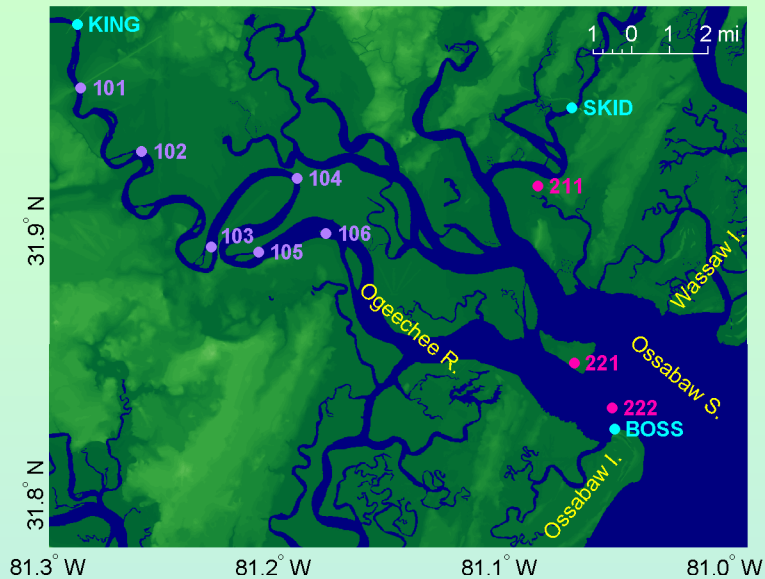 KING
1 0 1 2 mi
101
SKID
102
104
211
31.9° N
103
106
105
Wassaw I.
Ogeechee R.
Ossabaw S.
221
222
BOSS
31.8° N
Ossabaw I.
81.3° W 81.2° W 81.1° W 81.0° W